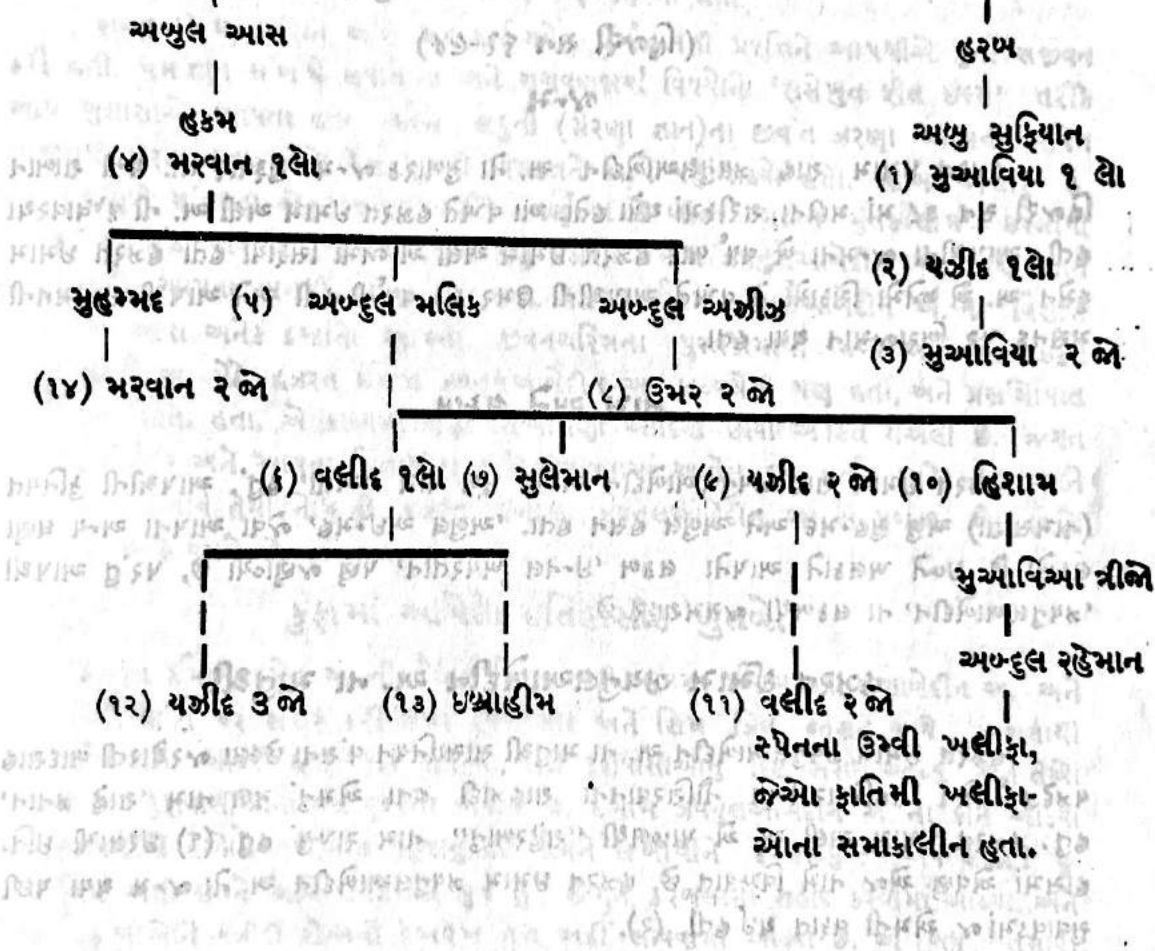 અબુલ આસ
હરબ
હકમ
અબુ સુફિયાન
(૪) મરવાન ૧લો
(૧) મુઆવિયા ૧ લો
(૨) યઝીદ ૧લો
મુહમ્મદ (૫) અબ્દુલ મલિક અબ્દુલ અઝીઝ
(૩) મુઆવિયા ૨ જો
(૧૪) મરવાન ૨ જો (૮) ઉમર ૨ જો
(૬) વલીદ ૧લો (૭) સુલેમાન (૯) યઝીદ ૨ જો (૧૦) હિશામ
મુઆવિઆ ત્રીજો
અબ્દુલ રહેમાન
(૧૨) યઝીદ ૩ જો (૧૩) ઇબ્રાહીમ (૧૧) વલીદ ૨ જો
સ્પેનના ઉમ્વી ખલીફા,
જેઓ ફાતિમી ખલીફા-
ઓના સમાકાલીન હતા.